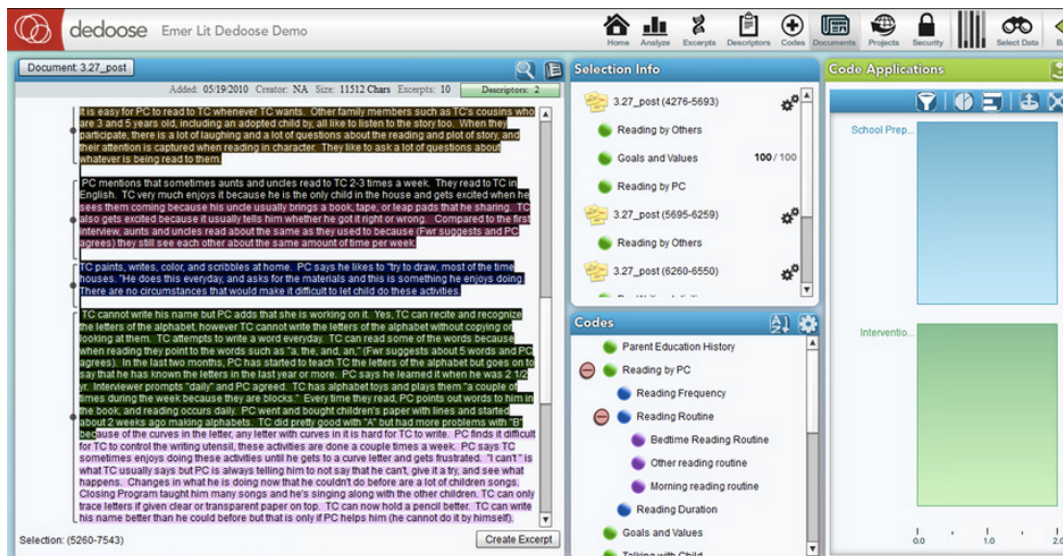 dedoose Emer Lit Dedoose Demo
Home Analyze Excerpts Descriptors Codes Documents Projects Security Select Data
Document: 3.27_post
Added: 05/19/2010 Creator: NA Size: 11512 Chars Excerpts: 10 Descriptors: 2
it is easy for PC to read to TC whenever TC wants. Other family members such as TC's cousins who
are 3 and 5 years old, including an adopted child by, all like to listen to the story too. When they
participate, there is a lot of laughing and a lot of questions about the reading and plot of story, and
their attention is captured when reading in character. They like to ask a lot of questions about
whatever is being read to them.
PC mentions that sometimes aunts and uncles read to TC 2-3 times a week. They read to TC in
English. TC very much enjoys it because he is the only child in the house and gets excited when he
sees them coming because his uncle usually brings a book, tape, or leap pads that he sharing. TC
also gets excited because it usually tells him whether he got it right or wrong. Compared to the first
interview, aunts and uncles read about the same as they used to because (Fwr suggests and PC
agrees) they still see each other about the same amount of time per week.
TC paints, writes, color, and scribbles at home. PC says he likes to "try to draw, most of the time
houses. "He does this everyday, and asks for the materials and this is something he enjoys doing.
There are no circumstances that would make it difficult to let child do these activities.
TC cannot write his name but PC adds that she is working on it. Yes, TC can recite and recognize
the letters of the alphabet, however TC cannot write the letters of the alphabet without copying or
looking at them. TC attempts to write a word everyday. TC can read some of the words because
when reading they point to the words such as "a, the, and, an," (Fwr suggests about 5 words and PC
agrees). In the last two months, PC has started to teach TC the letters of the alphabet but goes on to
say that he has known the letters in the last year or more. PC says he learned it when he was 2 1/2
yr. Interviewer prompts "daily" and PC agreed. TC has alphabet toys and plays them "a couple of
times during the week because they are blocks." Every time they read, PC points out words to him in
the book, and reading occurs daily. PC went and bought children's paper with lines and started
about 2 weeks ago making alphabets. TC did pretty good with "A" but had more problems with "B"
because of the curves in the letter, any letter with curves in it is hard for TC to write. PC finds it difficult
for TC to control the writing utensil, these activities are done a couple times a week. PC says TC
sometimes enjoys doing these activities until he gets to a curve letter and gets frustrated. "I can't" is
what TC usually says but PC is always telling him to not say that he can't, give it a try, and see what
happens. Changes in what he is doing now that he couldn't do before are a lot of children songs.
Closing Program taught him many songs and he's singing along with the other children. TC can only
trace letters if given clear or transparent paper on top. TC can now hold a pencil better. TC can write
his name better than he could before but that is only if PC helps him (he cannot do it by himself).
Selection: (5260-7543)
Create Excerpt
Selection Info
3.27_post (4276-5693)
Reading by Others
Goals and Values 100 / 100
Reading by PC
3.27_post (5695-6259)
Reading by Others
3.27_post (6260-6550)
Codes
Parent Education History
Reading by PC
Reading Frequency
Reading Routine
Bedtime Reading Routine
Other reading routine
Morning reading routine
Reading Duration
Goals and Values
Talking with Child
Code Applications
School Prep...
Interventio...
0.0 1.0